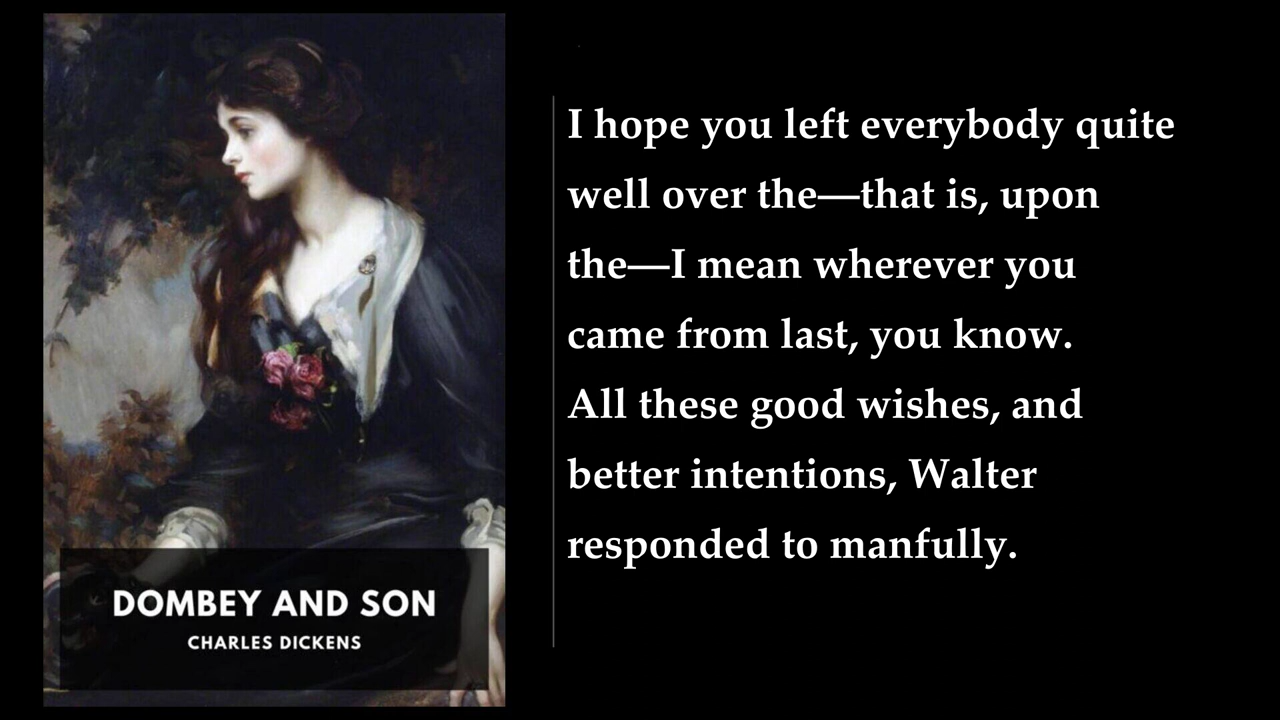 I hope you left everybody quite
well over the—that is, upon
the—I mean wherever you
came from last, you know.
All these good wishes, and
better intentions, Walter
responded to manfully.
DOMBEY AND SON
CHARLES DICKENS